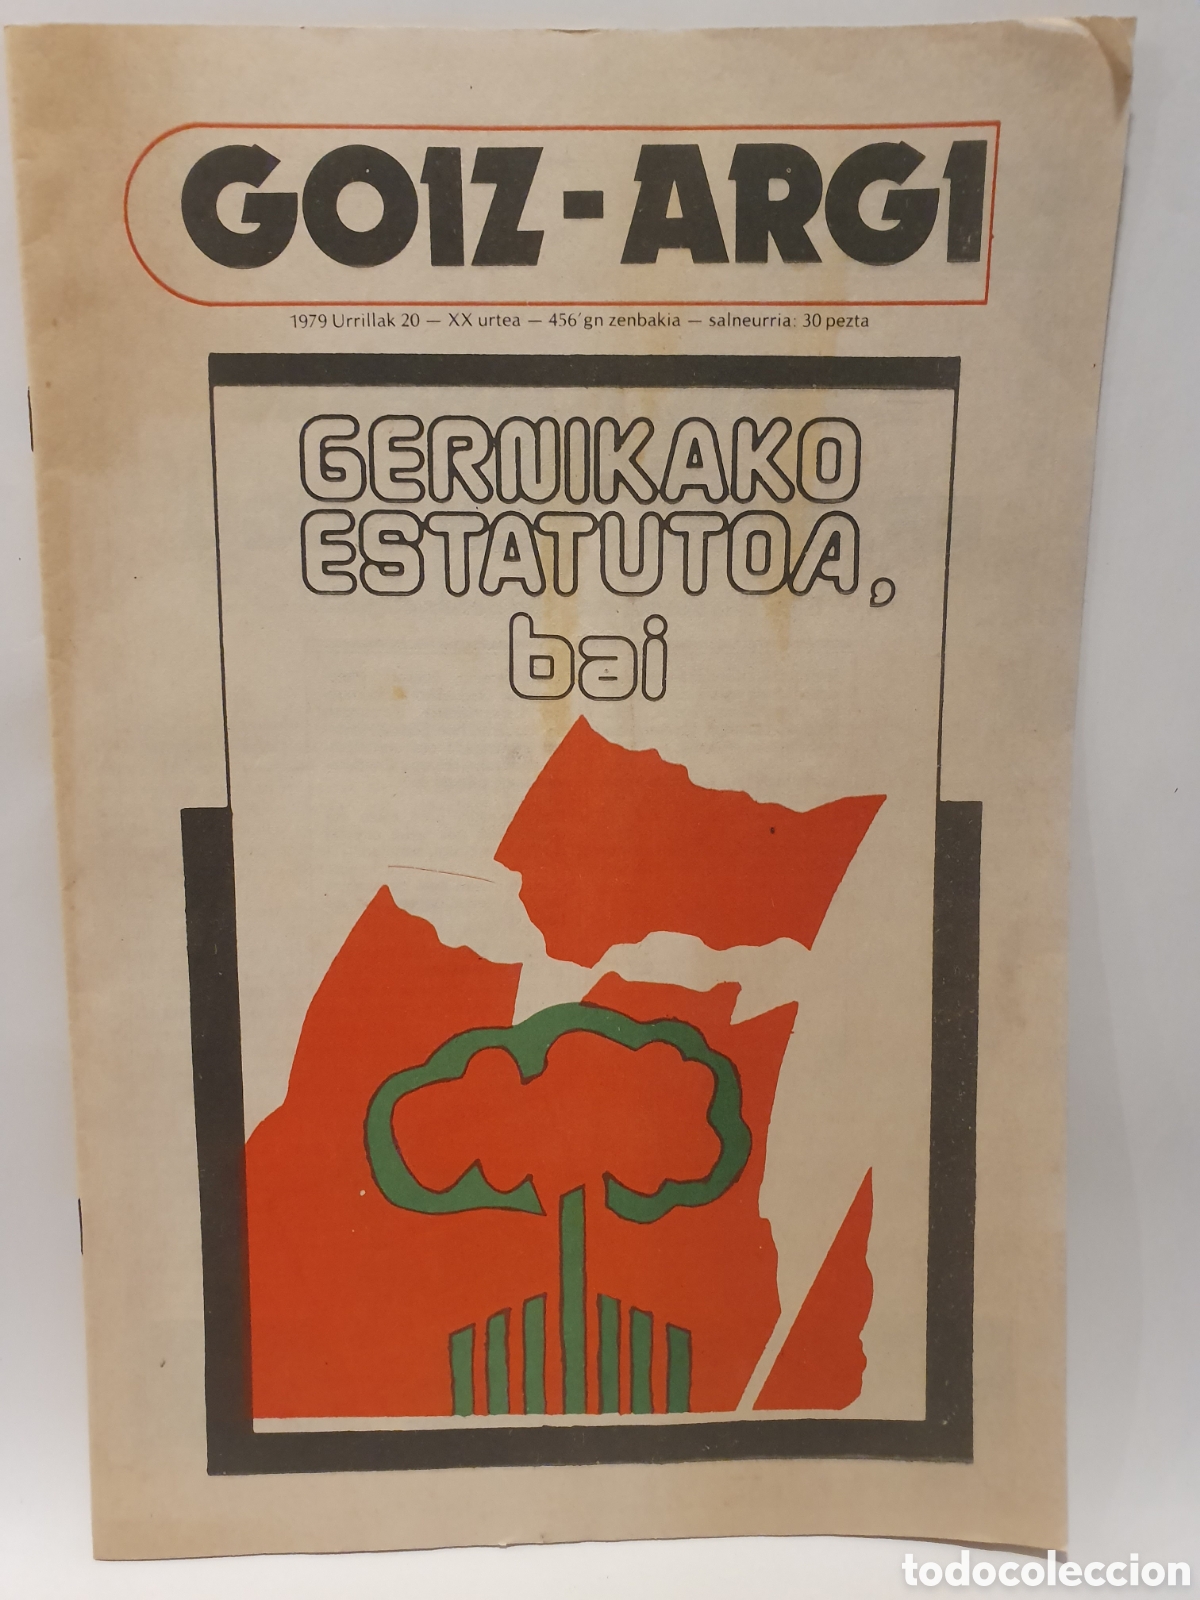 GOIZ-ARGI
1979 Urrillak 20 — XX urtea — 456'gn zenbakia — salneurria: 30 pezta
GERNIKAKO
ESTATUTOA,
bai
todocoleccion